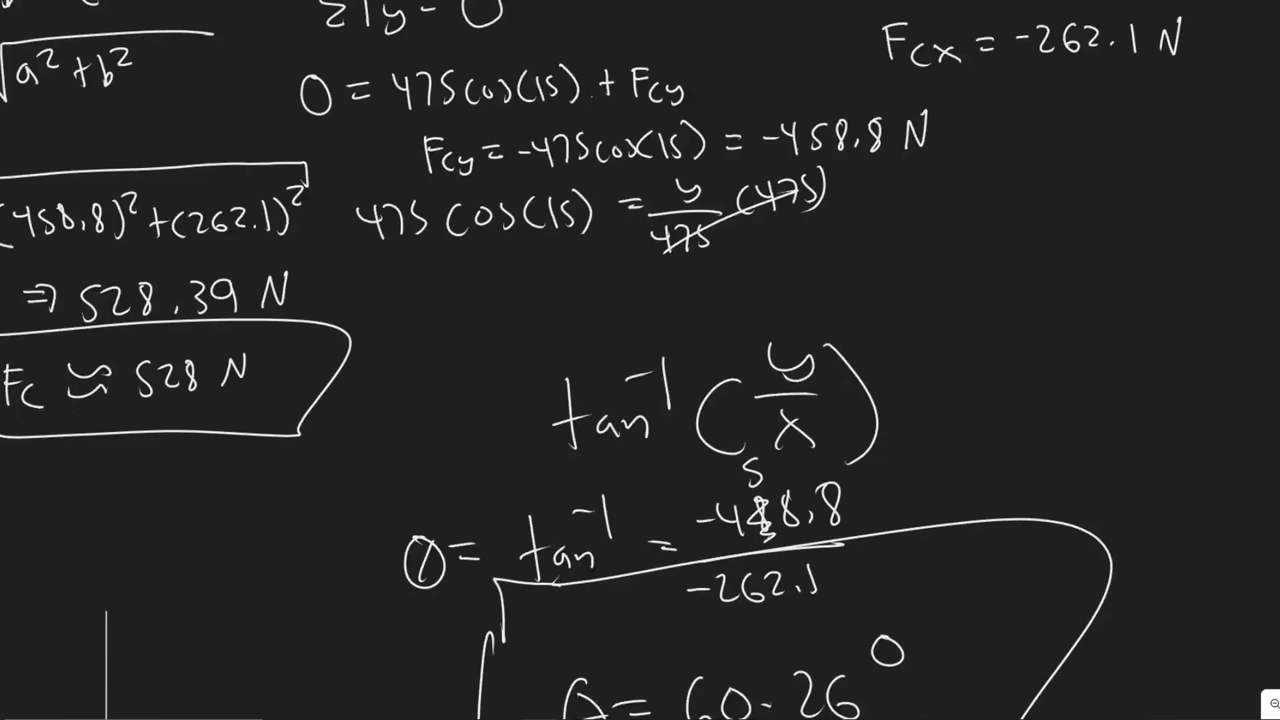 ΣFy = 0
Fcx = -262.1 N
√a² + b²
0 = 475cos(15) + Fcy
Fcy = -475cos(15) = -458.8 N
(458.8)² + (262.1)²
475 cos(15) = y/475 (475)
⇒ 528.39 N
Fc ≈ 528 N
tan⁻¹ (y/x)
θ = tan⁻¹ = -458.8/-262.1
θ = 60.26°